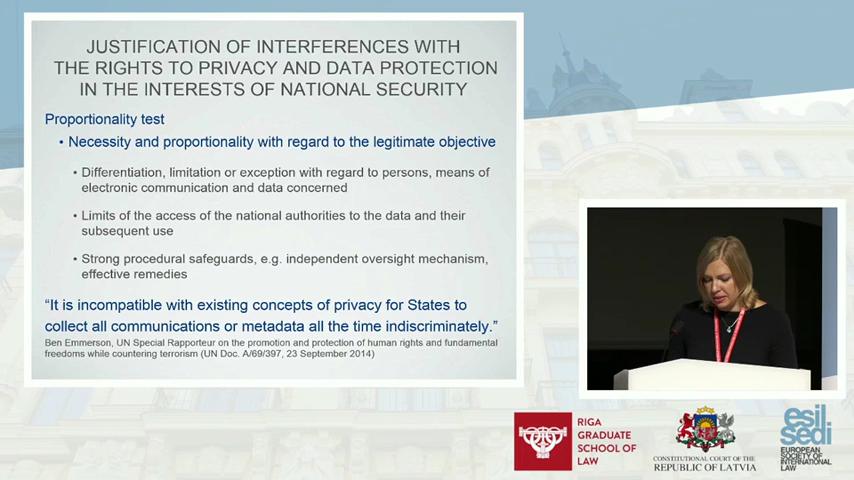 JUSTIFICATION OF INTERFERENCES WITH
THE RIGHTS TO PRIVACY AND DATA PROTECTION
IN THE INTERESTS OF NATIONAL SECURITY
Proportionality test
• Necessity and proportionality with regard to the legitimate objective
• Differentiation, limitation or exception with regard to persons, means of
electronic communication and data concerned
• Limits of the access of the national authorities to the data and their
subsequent use
• Strong procedural safeguards, e.g. independent oversight mechanism,
effective remedies
“It is incompatible with existing concepts of privacy for States to
collect all communications or metadata all the time indiscriminately.”
Ben Emmerson, UN Special Rapporteur on the promotion and protection of human rights and fundamental
freedoms while countering terrorism (UN Doc. A/69/397, 23 September 2014)
RIGA
GRADUATE
SCHOOL OF
LAW
CONSTITUTIONAL COURT OF THE
REPUBLIC OF LATVIA
esil
sedi
EUROPEAN
SOCIETY OF
INTERNATIONAL
LAW